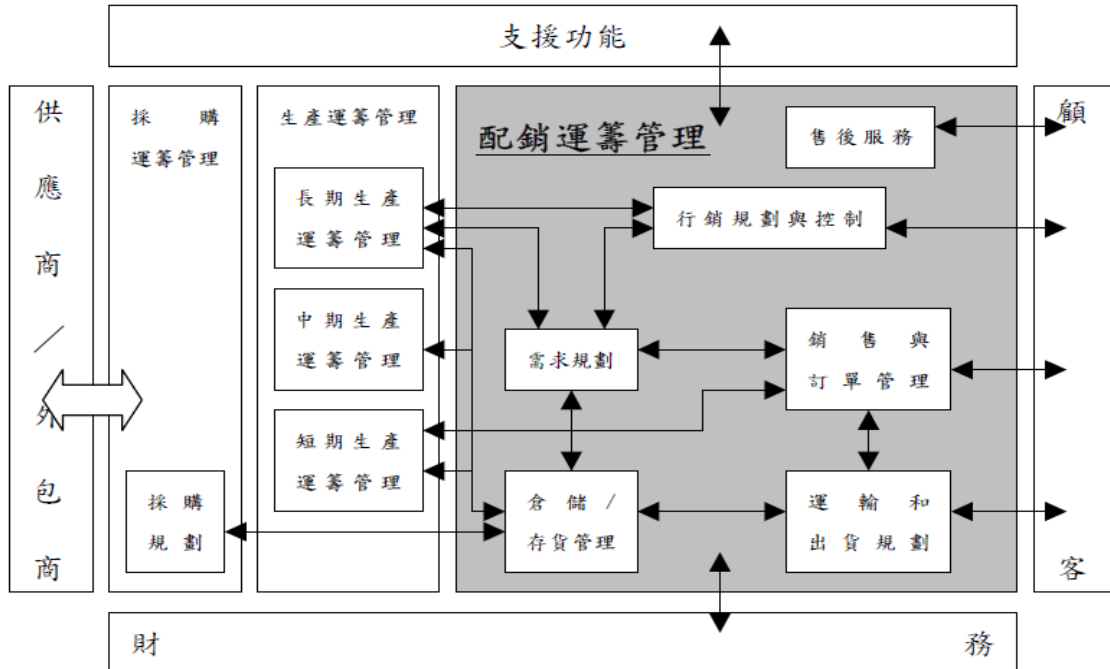 支援功能
供應商／外包商
採購
運籌管理
採購
規劃
生產運籌管理
長期生產
運籌管理
中期生產
運籌管理
短期生產
運籌管理
配銷運籌管理
售後服務
行銷規劃與控制
需求規劃
銷售與
訂單管理
倉儲/
存貨管理
運輸和
出貨規劃
顧客
財務